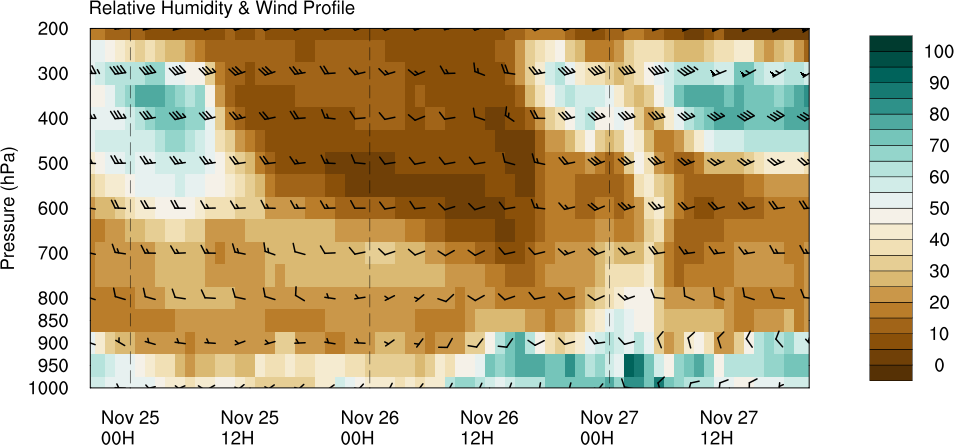 Relative Humidity & Wind Profile
Pressure (hPa)
200
300
400
500
600
700
800
850
900
950
1000
Nov 25 00H
Nov 25 12H
Nov 26 00H
Nov 26 12H
Nov 27 00H
Nov 27 12H
100
90
80
70
60
50
40
30
20
10
0